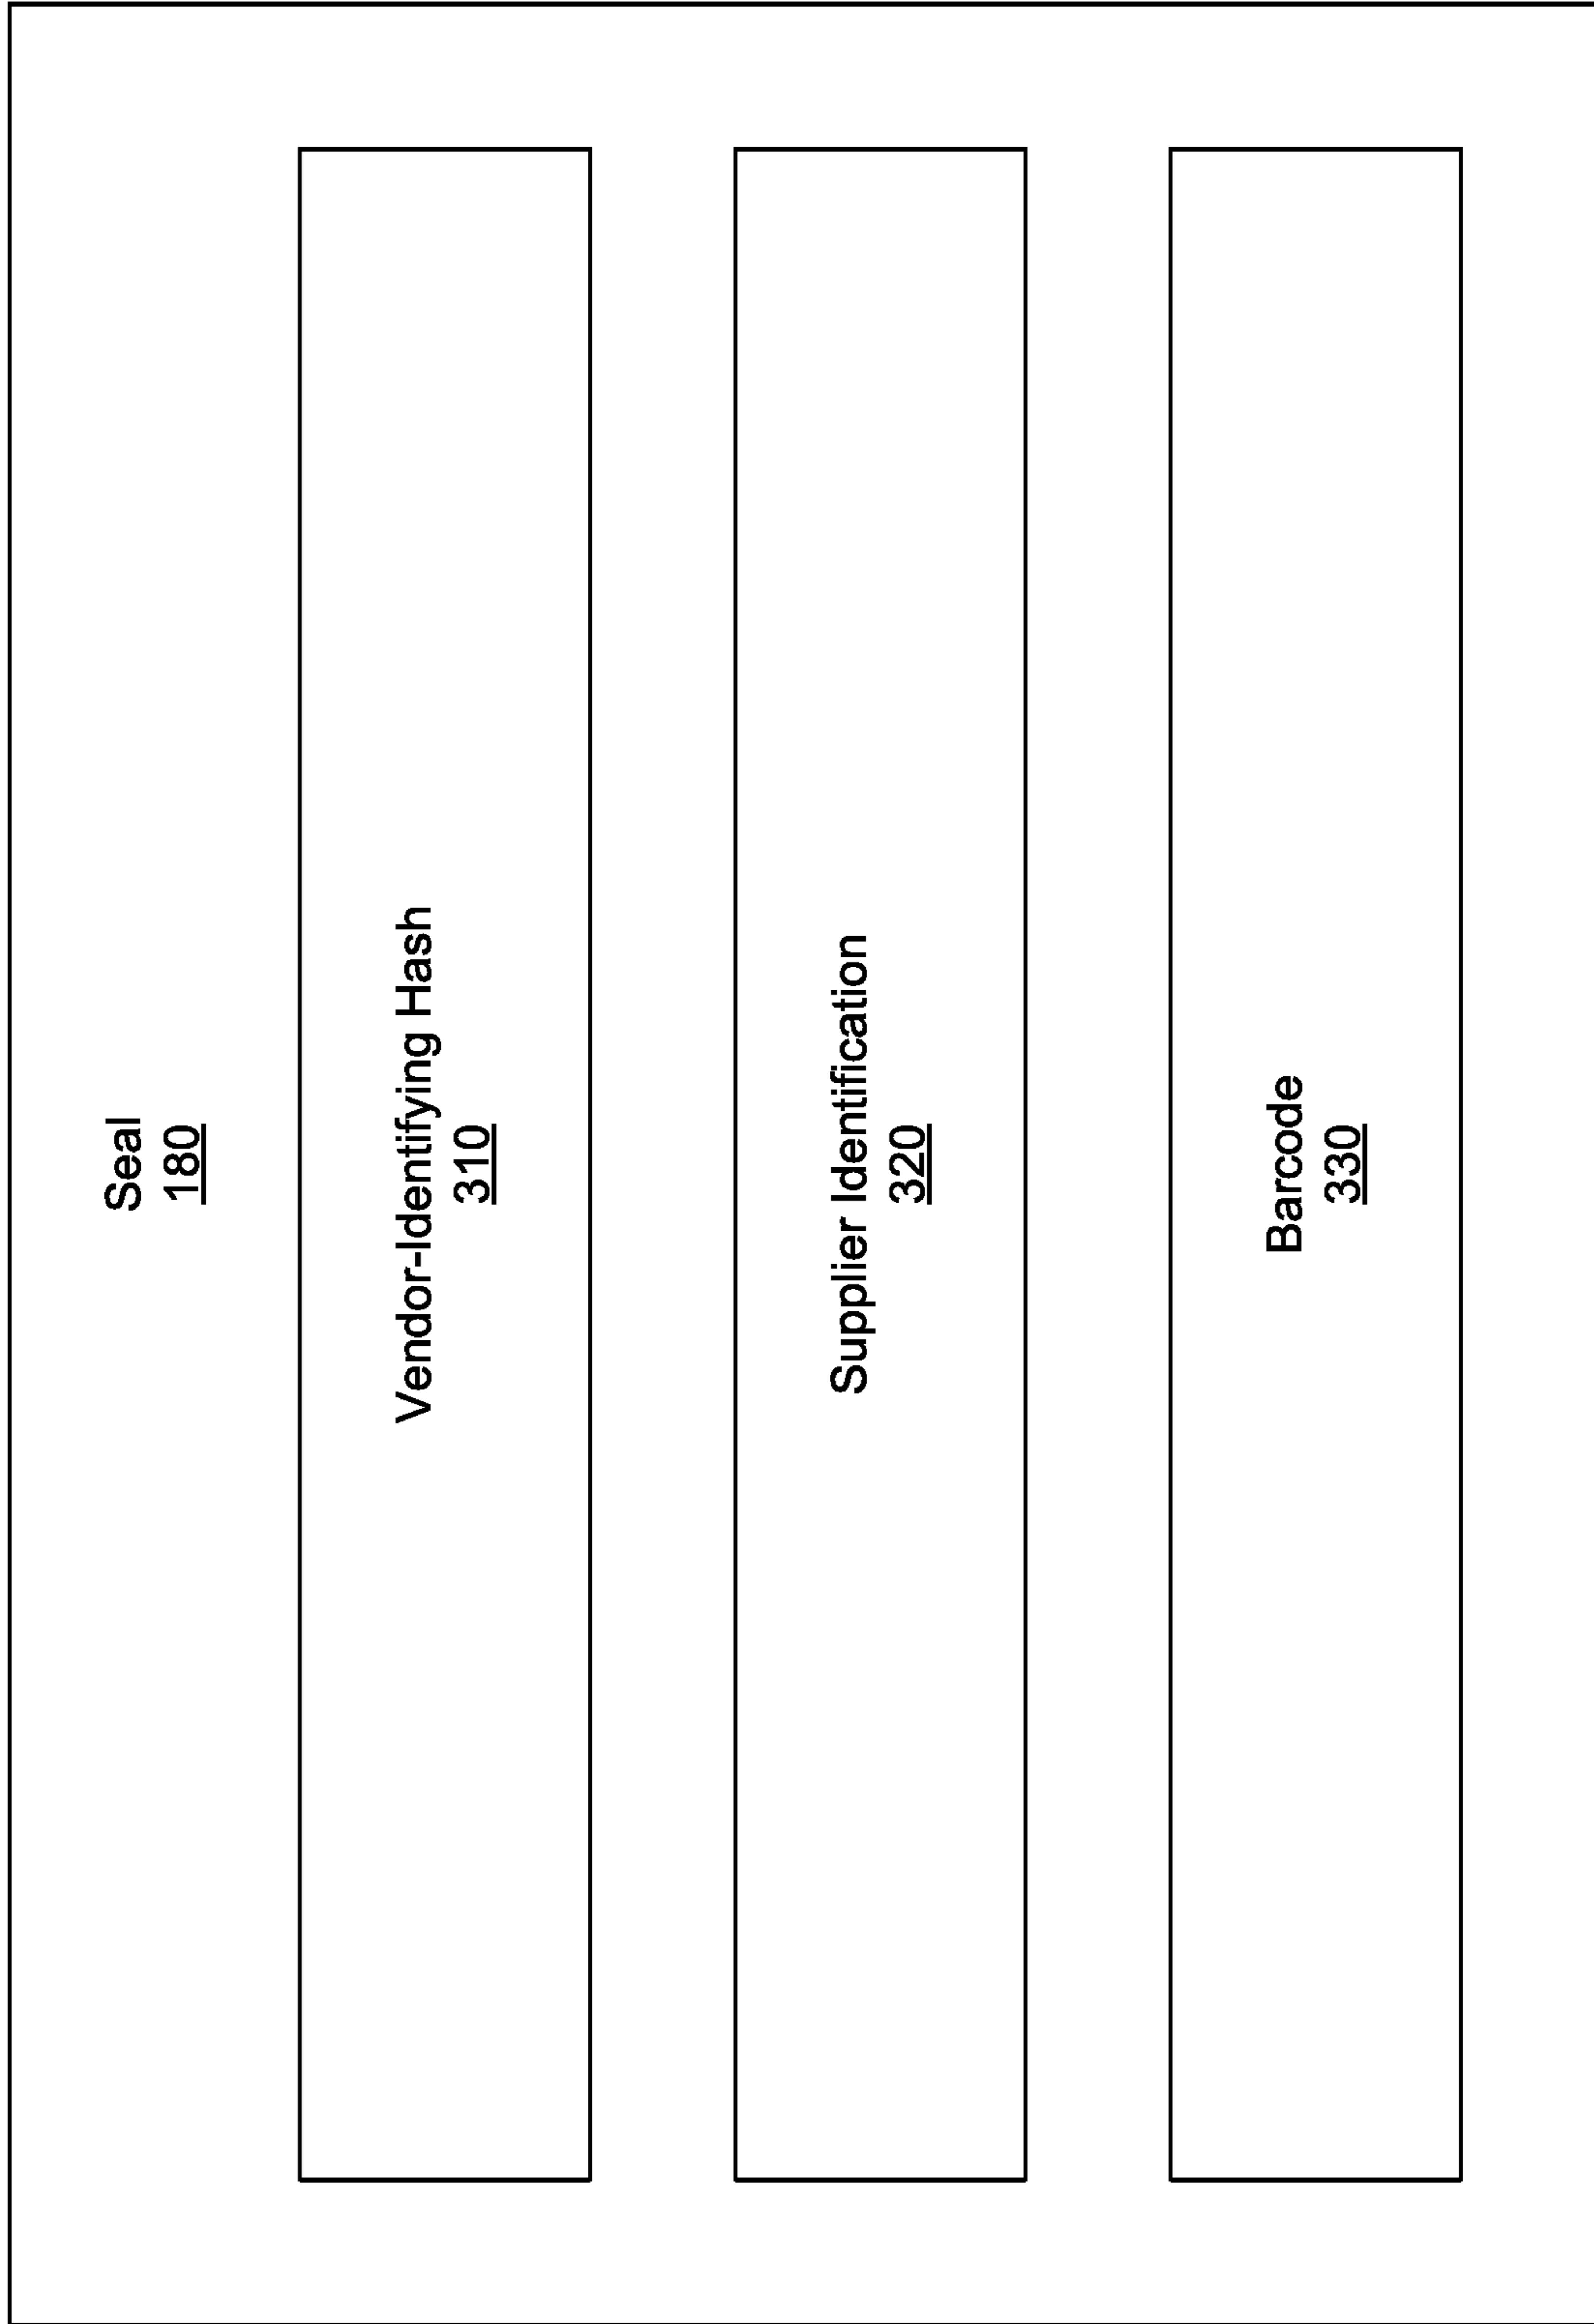 Seal
180
Vendor-Identifying Hash
310
Supplier Identification
320
Barcode
330